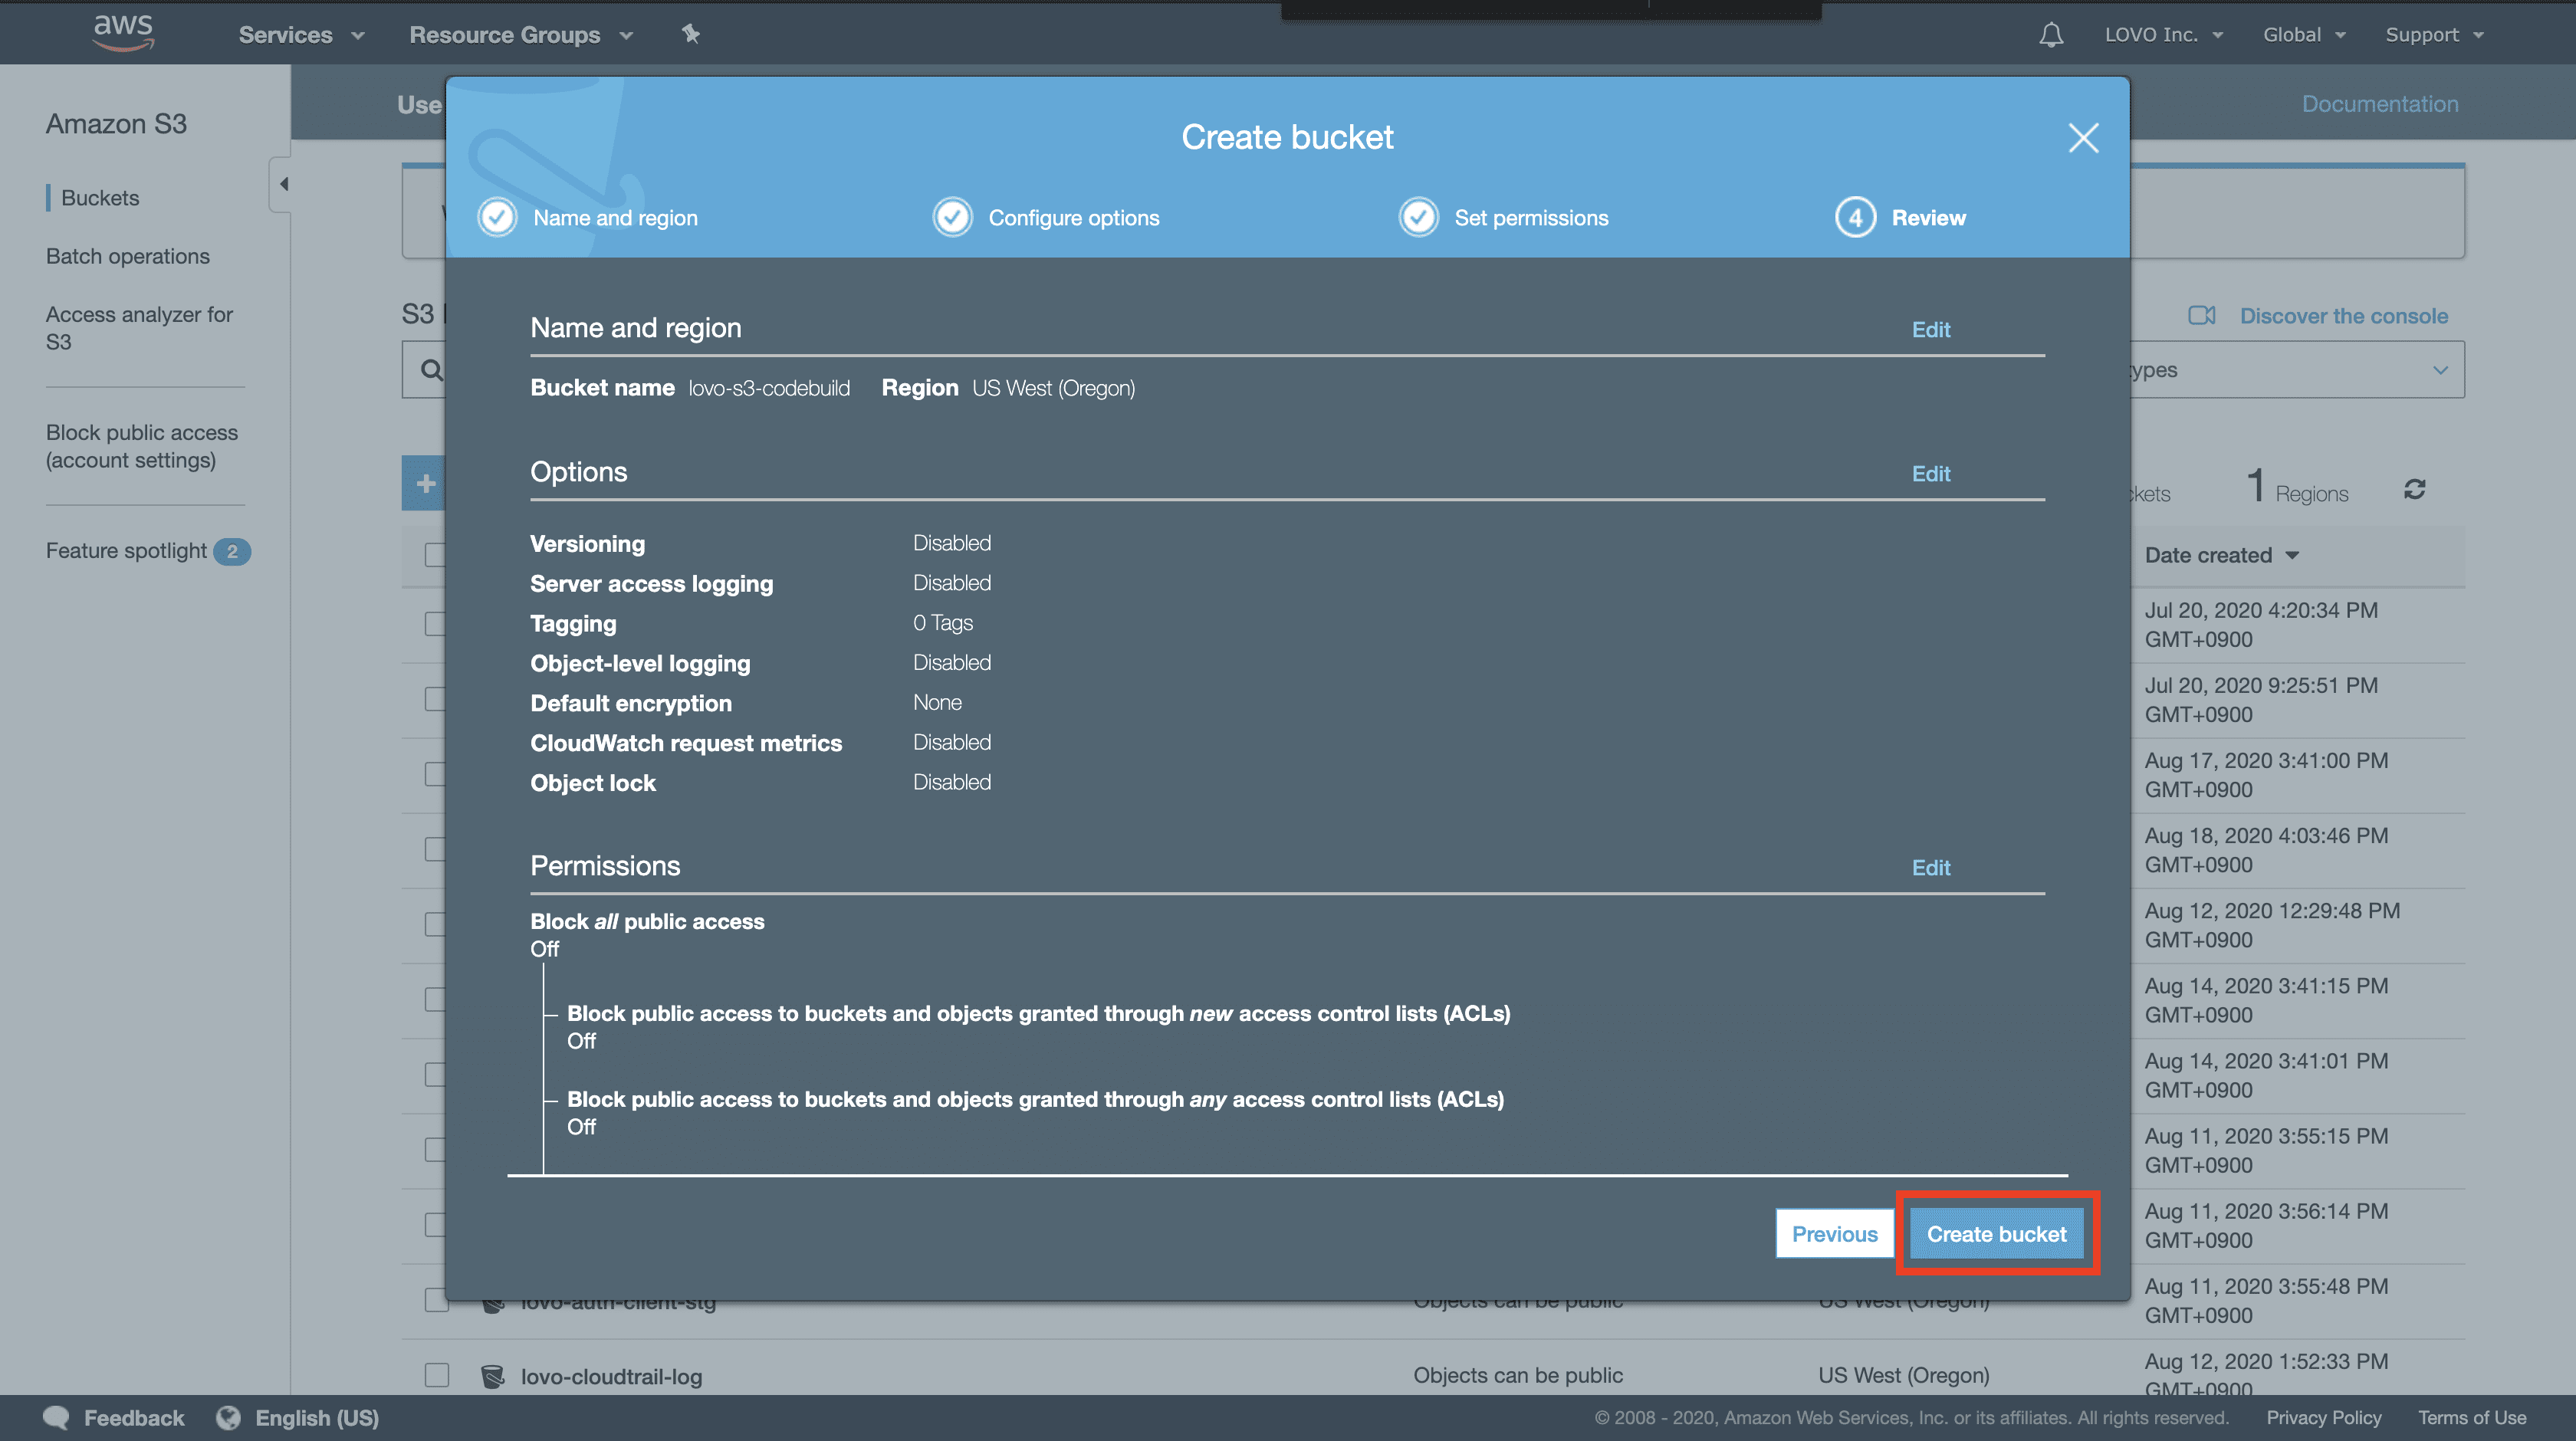 aws Services Resource Groups LOVO Inc. Global Support
Amazon S3
Buckets
Batch operations
Access analyzer for
S3
Block public access
(account settings)
Feature spotlight 2
Use
Documentation
Create bucket
Name and region
Configure options
Set permissions
4 Review
Name and region Edit
Bucket name lovo-s3-codebuild Region US West (Oregon)
Options Edit
Versioning Disabled
Server access logging Disabled
Tagging 0 Tags
Object-level logging Disabled
Default encryption None
CloudWatch request metrics Disabled
Object lock Disabled
Permissions Edit
Block all public access
Off
Block public access to buckets and objects granted through new access control lists (ACLs)
Off
Block public access to buckets and objects granted through any access control lists (ACLs)
Off
Previous Create bucket
S3
Discover the console
types
1 Regions
Date created
Jul 20, 2020 4:20:34 PM
GMT+0900
Jul 20, 2020 9:25:51 PM
GMT+0900
Aug 17, 2020 3:41:00 PM
GMT+0900
Aug 18, 2020 4:03:46 PM
GMT+0900
Aug 12, 2020 12:29:48 PM
GMT+0900
Aug 14, 2020 3:41:15 PM
GMT+0900
Aug 14, 2020 3:41:01 PM
GMT+0900
Aug 11, 2020 3:55:15 PM
GMT+0900
Aug 11, 2020 3:56:14 PM
GMT+0900
lovo-auth-client-stg Objects can be public US West (Oregon) Aug 11, 2020 3:55:48 PM
GMT+0900
lovo-cloudtrail-log Objects can be public US West (Oregon) Aug 12, 2020 1:52:33 PM
GMT+0900
Feedback English (US) © 2008 - 2020, Amazon Web Services, Inc. or its affiliates. All rights reserved. Privacy Policy Terms of Use